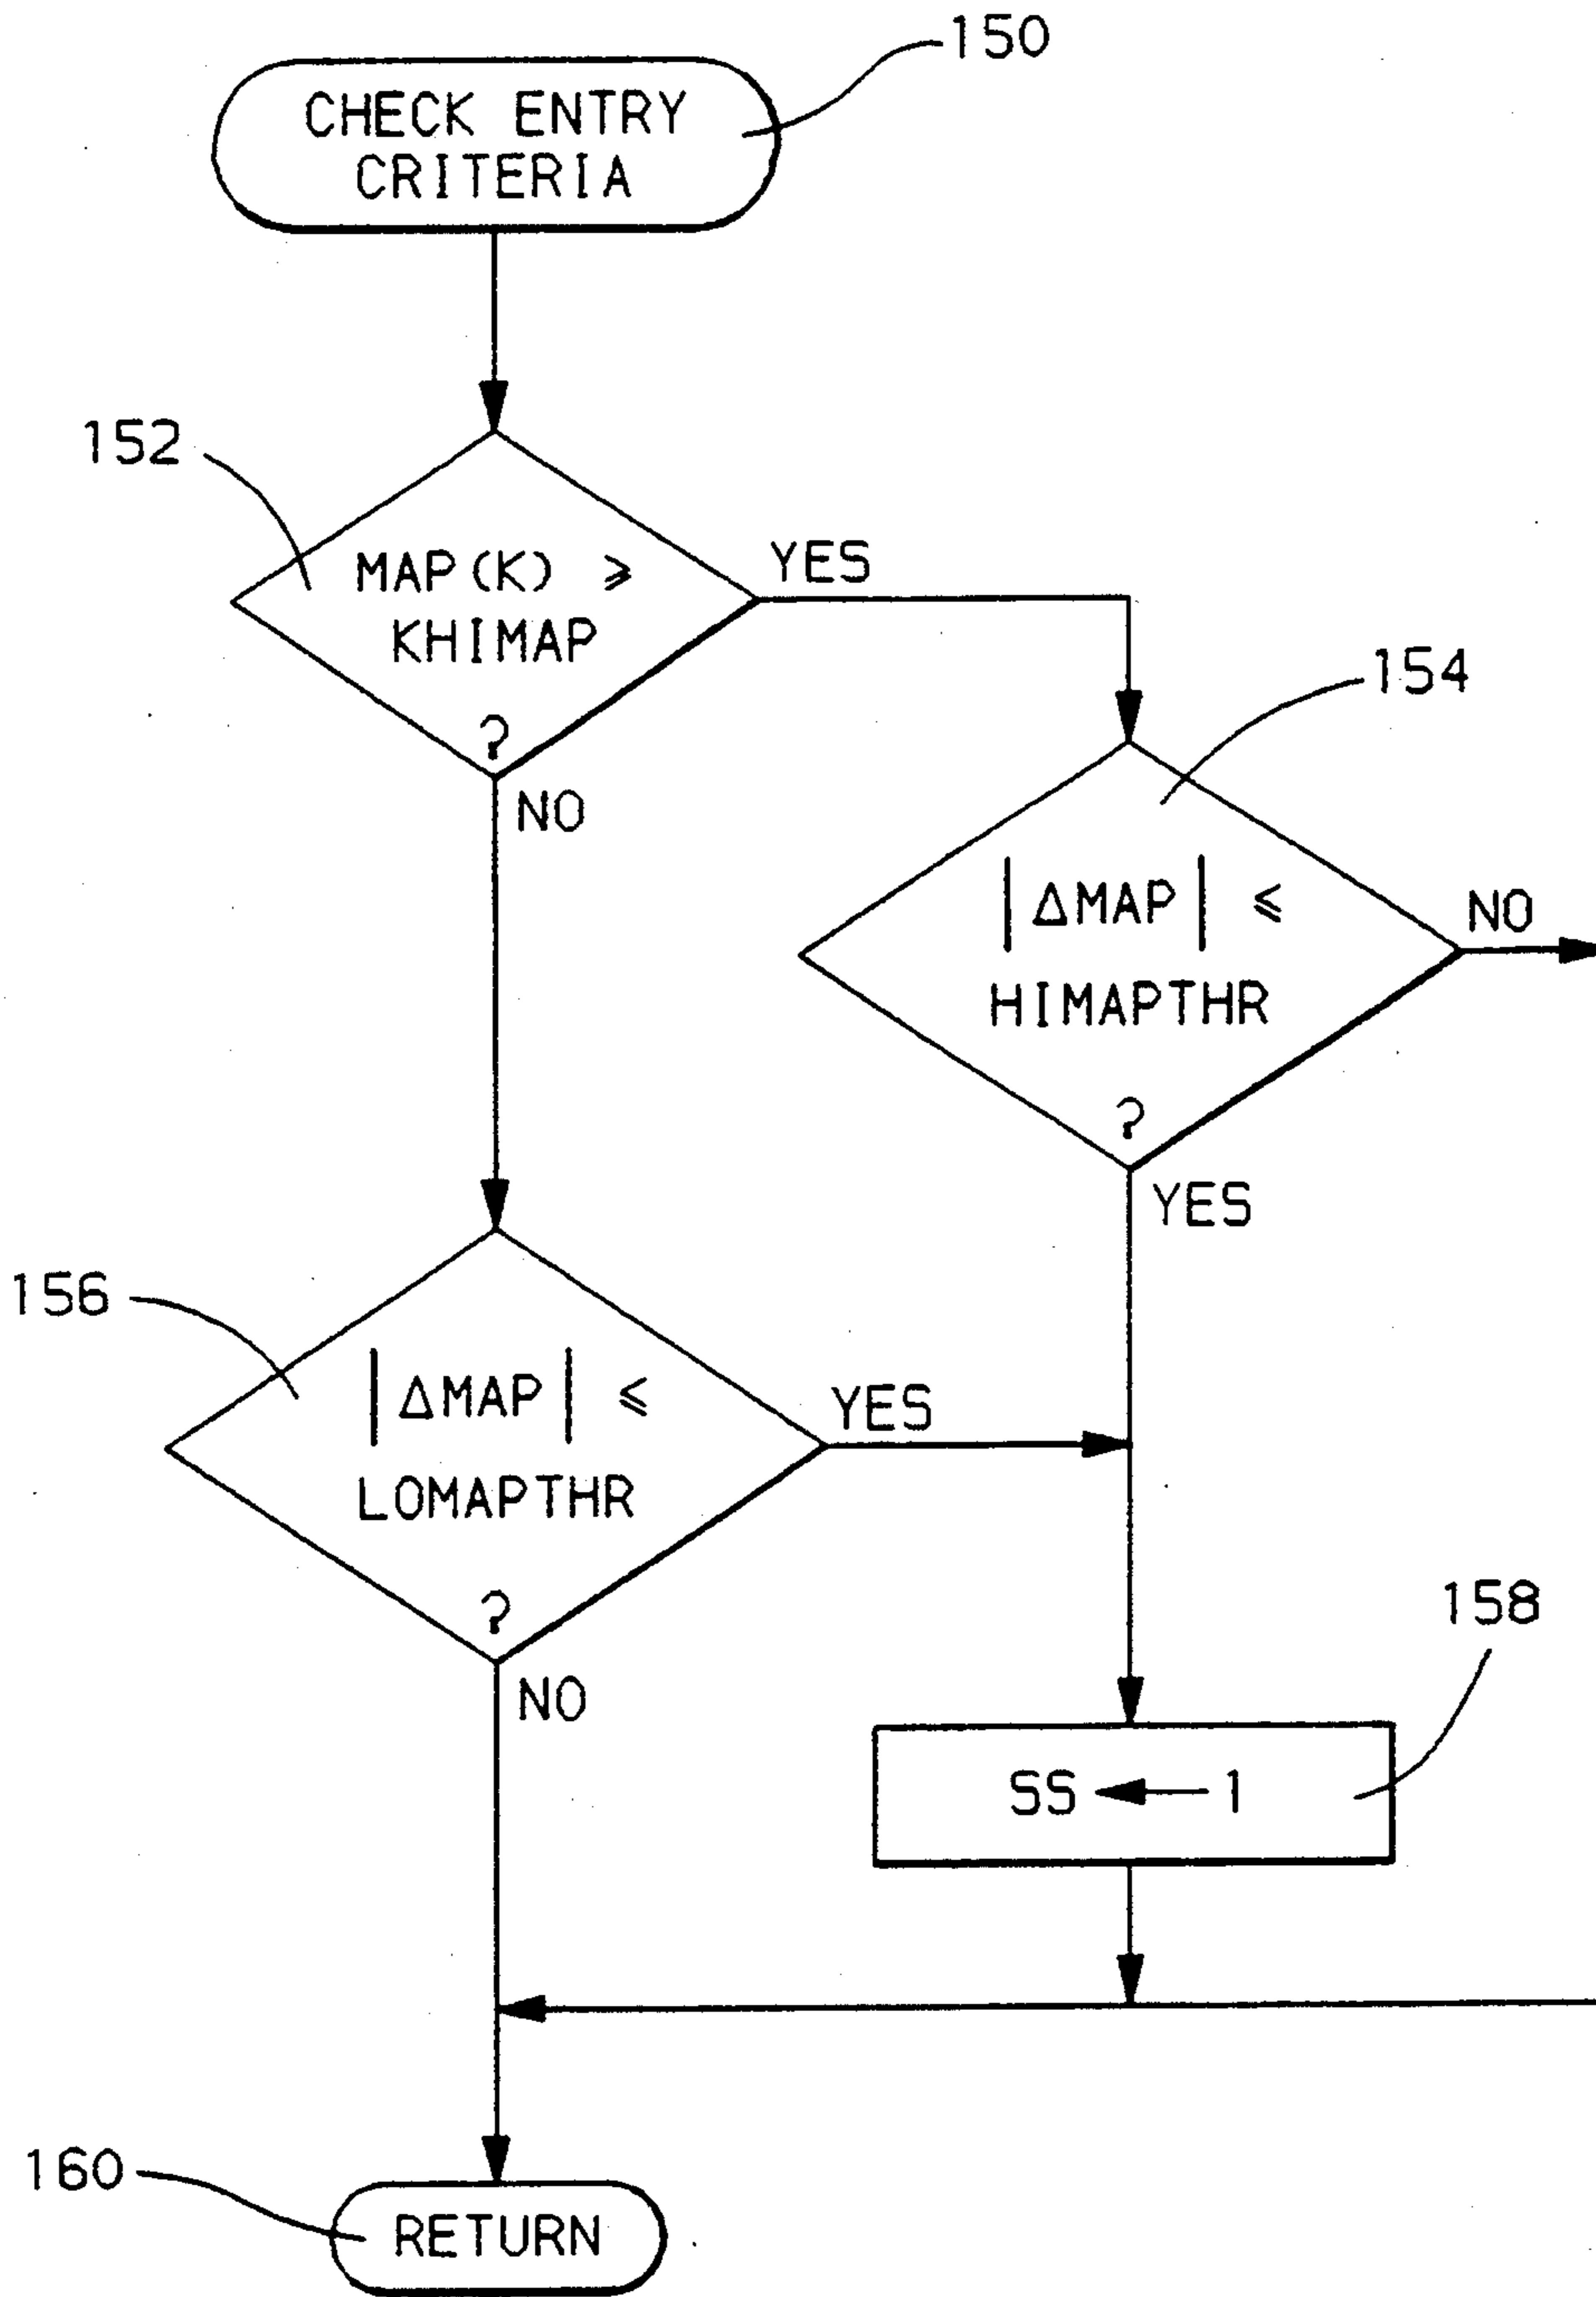 150
CHECK ENTRY
CRITERIA
152
MAP(K) ⩾
KHIMAP
?
YES
NO
154
|ΔMAP| ⩽
HIMAPTHR
?
NO
YES
156
|ΔMAP| ⩽
LOMAPTHR
?
YES
NO
158
SS ← 1
160
RETURN